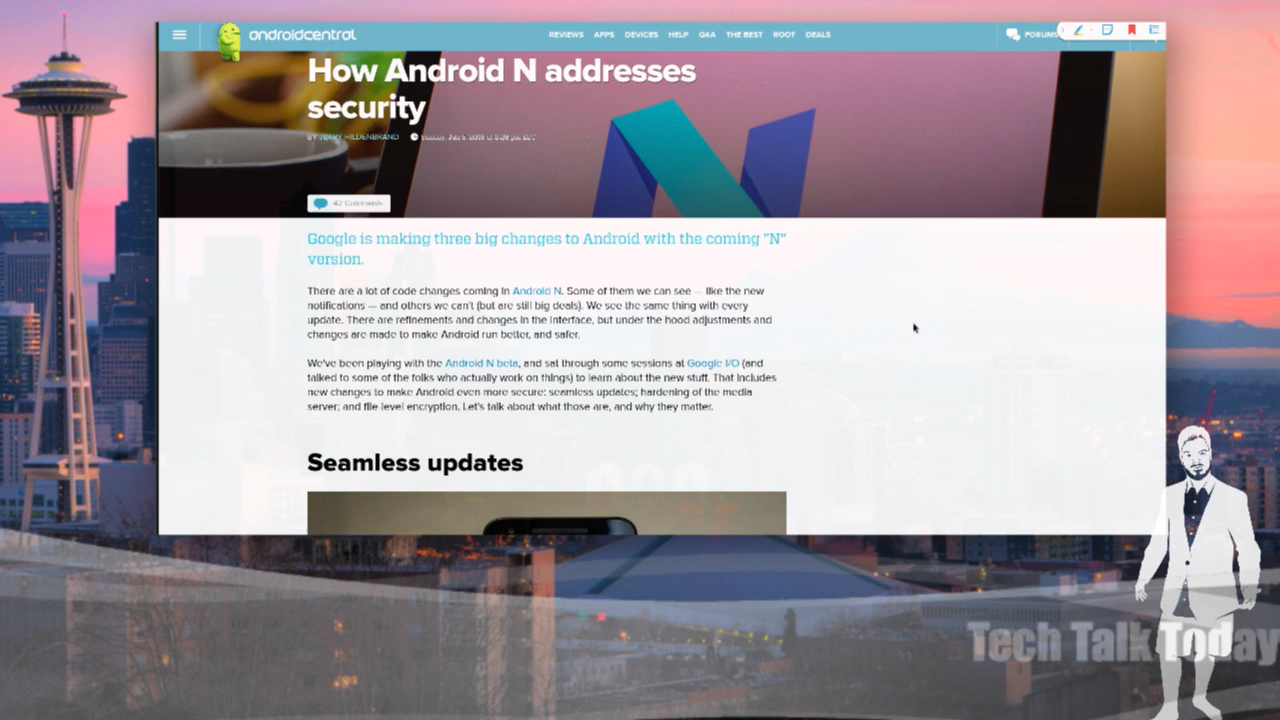 androidcentral
REVIEWS APPS DEVICES HELP Q&A THE BEST ROOT DEALS
FORUMS
How Android N addresses
security
BY JERRY HILDENBRAND
42 Comments
Google is making three big changes to Android with the coming "N"
version.
There are a lot of code changes coming in Android N. Some of them we can see — like the new
notifications — and others we can't (but are still big deals). We see the same thing with every
update. There are refinements and changes in the interface, but under the hood adjustments and
changes are made to make Android run better, and safer.
We've been playing with the Android N beta, and sat through some sessions at Google I/O (and
talked to some of the folks who actually work on things) to learn about the new stuff. That includes
new changes to make Android even more secure: seamless updates; hardening of the media
server; and file level encryption. Let's talk about what those are, and why they matter.
Seamless updates
Tech Talk Today